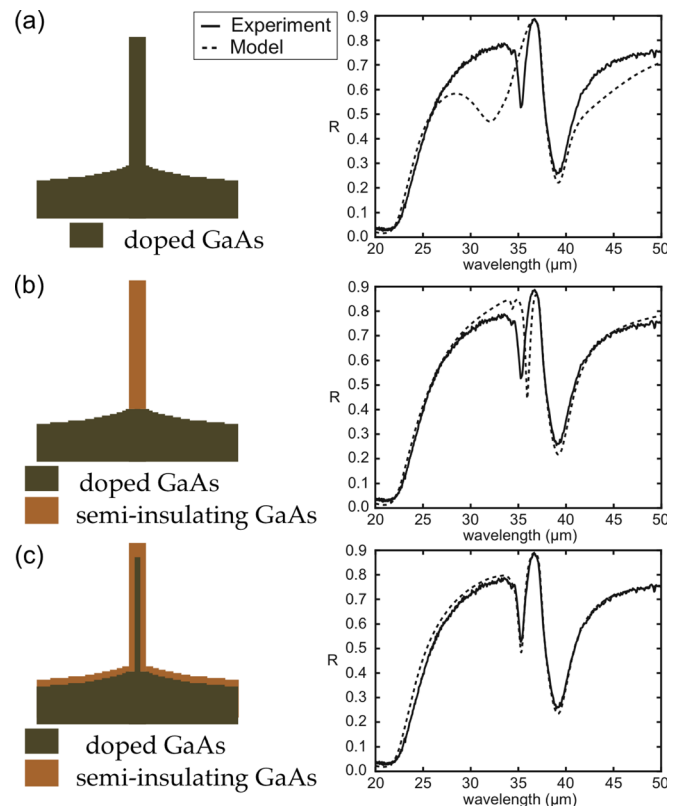 (a)
Experiment
Model
0.9
0.8
0.7
0.6
R
0.5
0.4
0.3
0.2
0.1
0.0
20 25 30 35 40 45 50
wavelength (μm)
doped GaAs
(b)
0.9
0.8
0.7
0.6
0.5
R
0.4
0.3
0.2
0.1
0.0
20 25 30 35 40 45 50
wavelength (μm)
doped GaAs
semi-insulating GaAs
(c)
0.9
0.8
0.7
0.6
R
0.5
0.4
0.3
0.2
0.1
0.0
20 25 30 35 40 45 50
wavelength (μm)
doped GaAs
semi-insulating GaAs